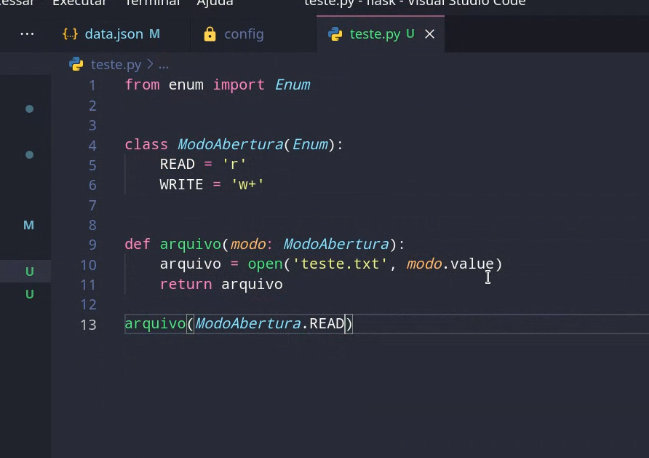 Executar Terminal Ajuda teste.py - flask - Visual Studio Code
··· {..} data.json M config teste.py U ×
teste.py > ...
1 from enum import Enum
2
3
4 class ModoAbertura(Enum):
5 READ = 'r'
6 WRITE = 'w+'
7
8
M
9 def arquivo(modo: ModoAbertura):
10 arquivo = open('teste.txt', modo.value)
U
11 return arquivo
U
12
13 arquivo(ModoAbertura.READ)